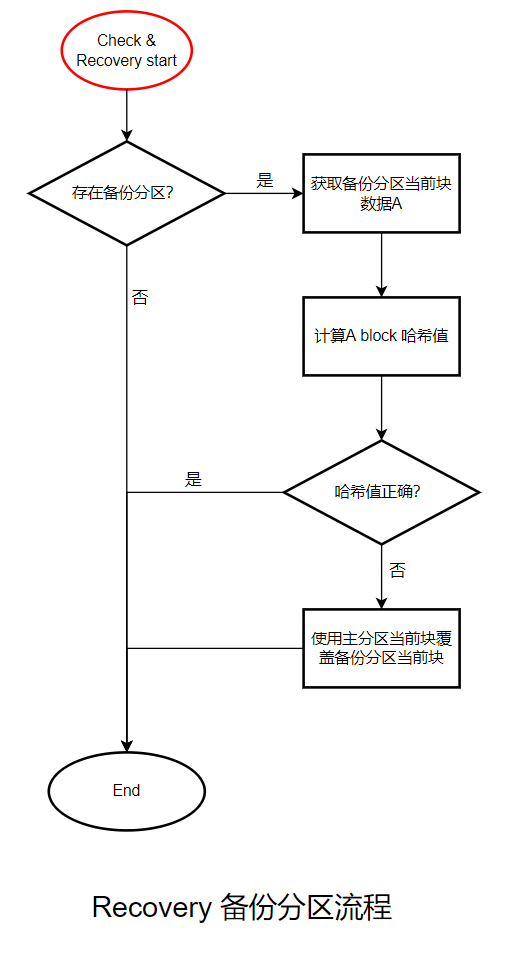 Check &
Recovery start
存在备份分区?
是
获取备份分区当前块
数据A
否
计算A block 哈希值
是
哈希值正确?
否
使用主分区当前块覆
盖备份分区当前块
End
Recovery 备份分区流程